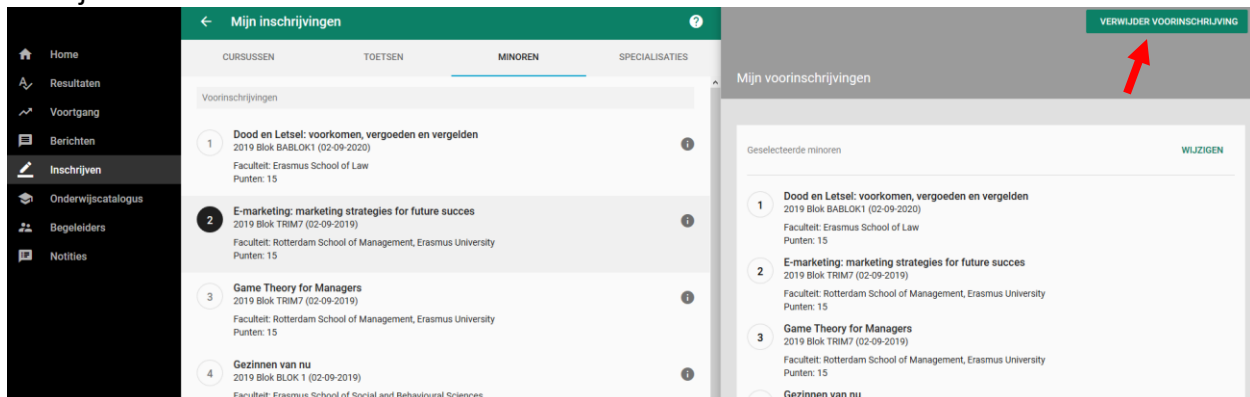 Mijn inschrijvingen
?
VERWIJDER VOORINSCHRIJVING
Home
Resultaten
Voortgang
Berichten
Inschrijven
Onderwijscatalogus
Begeleiders
Notities
CURSUSSEN TOETSEN MINOREN SPECIALISATIES
Voorinschrijvingen
1
Dood en Letsel: voorkomen, vergoeden en vergelden
2019 Blok BABLOK1 (02-09-2020)
Faculteit: Erasmus School of Law
Punten: 15
2
E-marketing: marketing strategies for future succes
2019 Blok TRIM7 (02-09-2019)
Faculteit: Rotterdam School of Management, Erasmus University
Punten: 15
3
Game Theory for Managers
2019 Blok TRIM7 (02-09-2019)
Faculteit: Rotterdam School of Management, Erasmus University
Punten: 15
4
Gezinnen van nu
2019 Blok BLOK 1 (02-09-2019)
Faculteit: Erasmus School of Social and Behavioural Sciences
Mijn voorinschrijvingen
Geselecteerde minoren WIJZIGEN
1
Dood en Letsel: voorkomen, vergoeden en vergelden
2019 Blok BABLOK1 (02-09-2020)
Faculteit: Erasmus School of Law
Punten: 15
2
E-marketing: marketing strategies for future succes
2019 Blok TRIM7 (02-09-2019)
Faculteit: Rotterdam School of Management, Erasmus University
Punten: 15
3
Game Theory for Managers
2019 Blok TRIM7 (02-09-2019)
Faculteit: Rotterdam School of Management, Erasmus University
Punten: 15
Gezinnen van nu